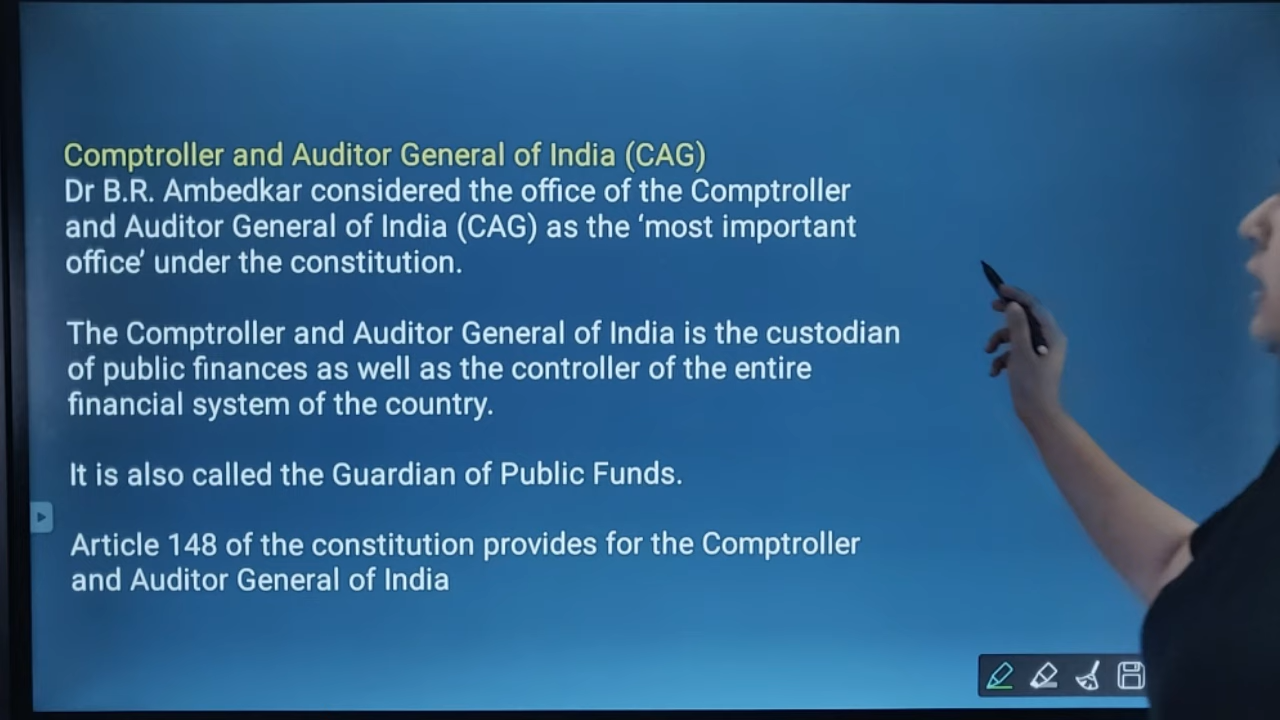 Comptroller and Auditor General of India (CAG)
Dr B.R. Ambedkar considered the office of the Comptroller
and Auditor General of India (CAG) as the ‘most important
office’ under the constitution.
The Comptroller and Auditor General of India is the custodian
of public finances as well as the controller of the entire
financial system of the country.
It is also called the Guardian of Public Funds.
Article 148 of the constitution provides for the Comptroller
and Auditor General of India